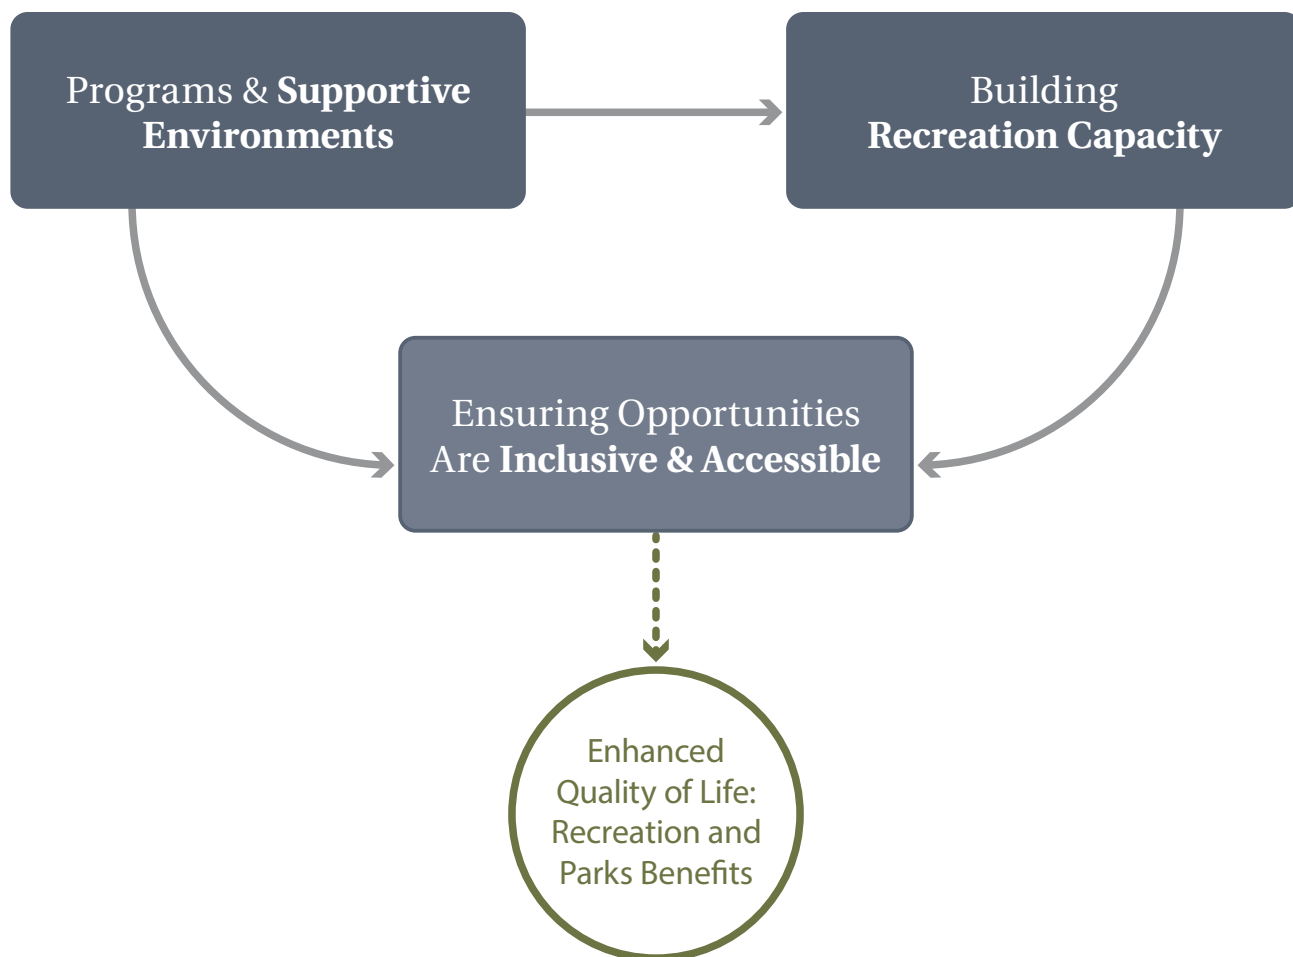 Programs & Supportive
Environments
Building
Recreation Capacity
Ensuring Opportunities
Are Inclusive & Accessible
Enhanced
Quality of Life:
Recreation and
Parks Benefits